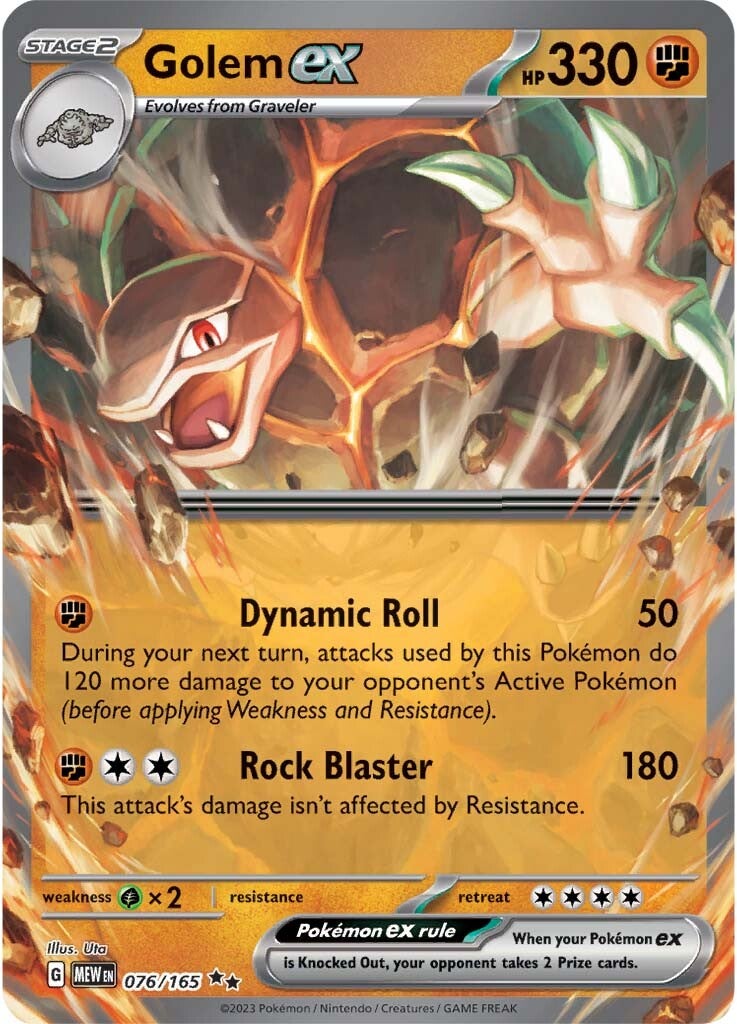 STAGE2
Golem ex
HP 330
Evolves from Graveler
Dynamic Roll 50
During your next turn, attacks used by this Pokémon do
120 more damage to your opponent's Active Pokémon
(before applying Weakness and Resistance).
Rock Blaster 180
This attack's damage isn't affected by Resistance.
weakness ×2 resistance retreat
Pokémon ex rule When your Pokémon ex
is Knocked Out, your opponent takes 2 Prize cards.
Illus. Uta
G MEW EN 076/165
©2023 Pokémon / Nintendo / Creatures / GAME FREAK